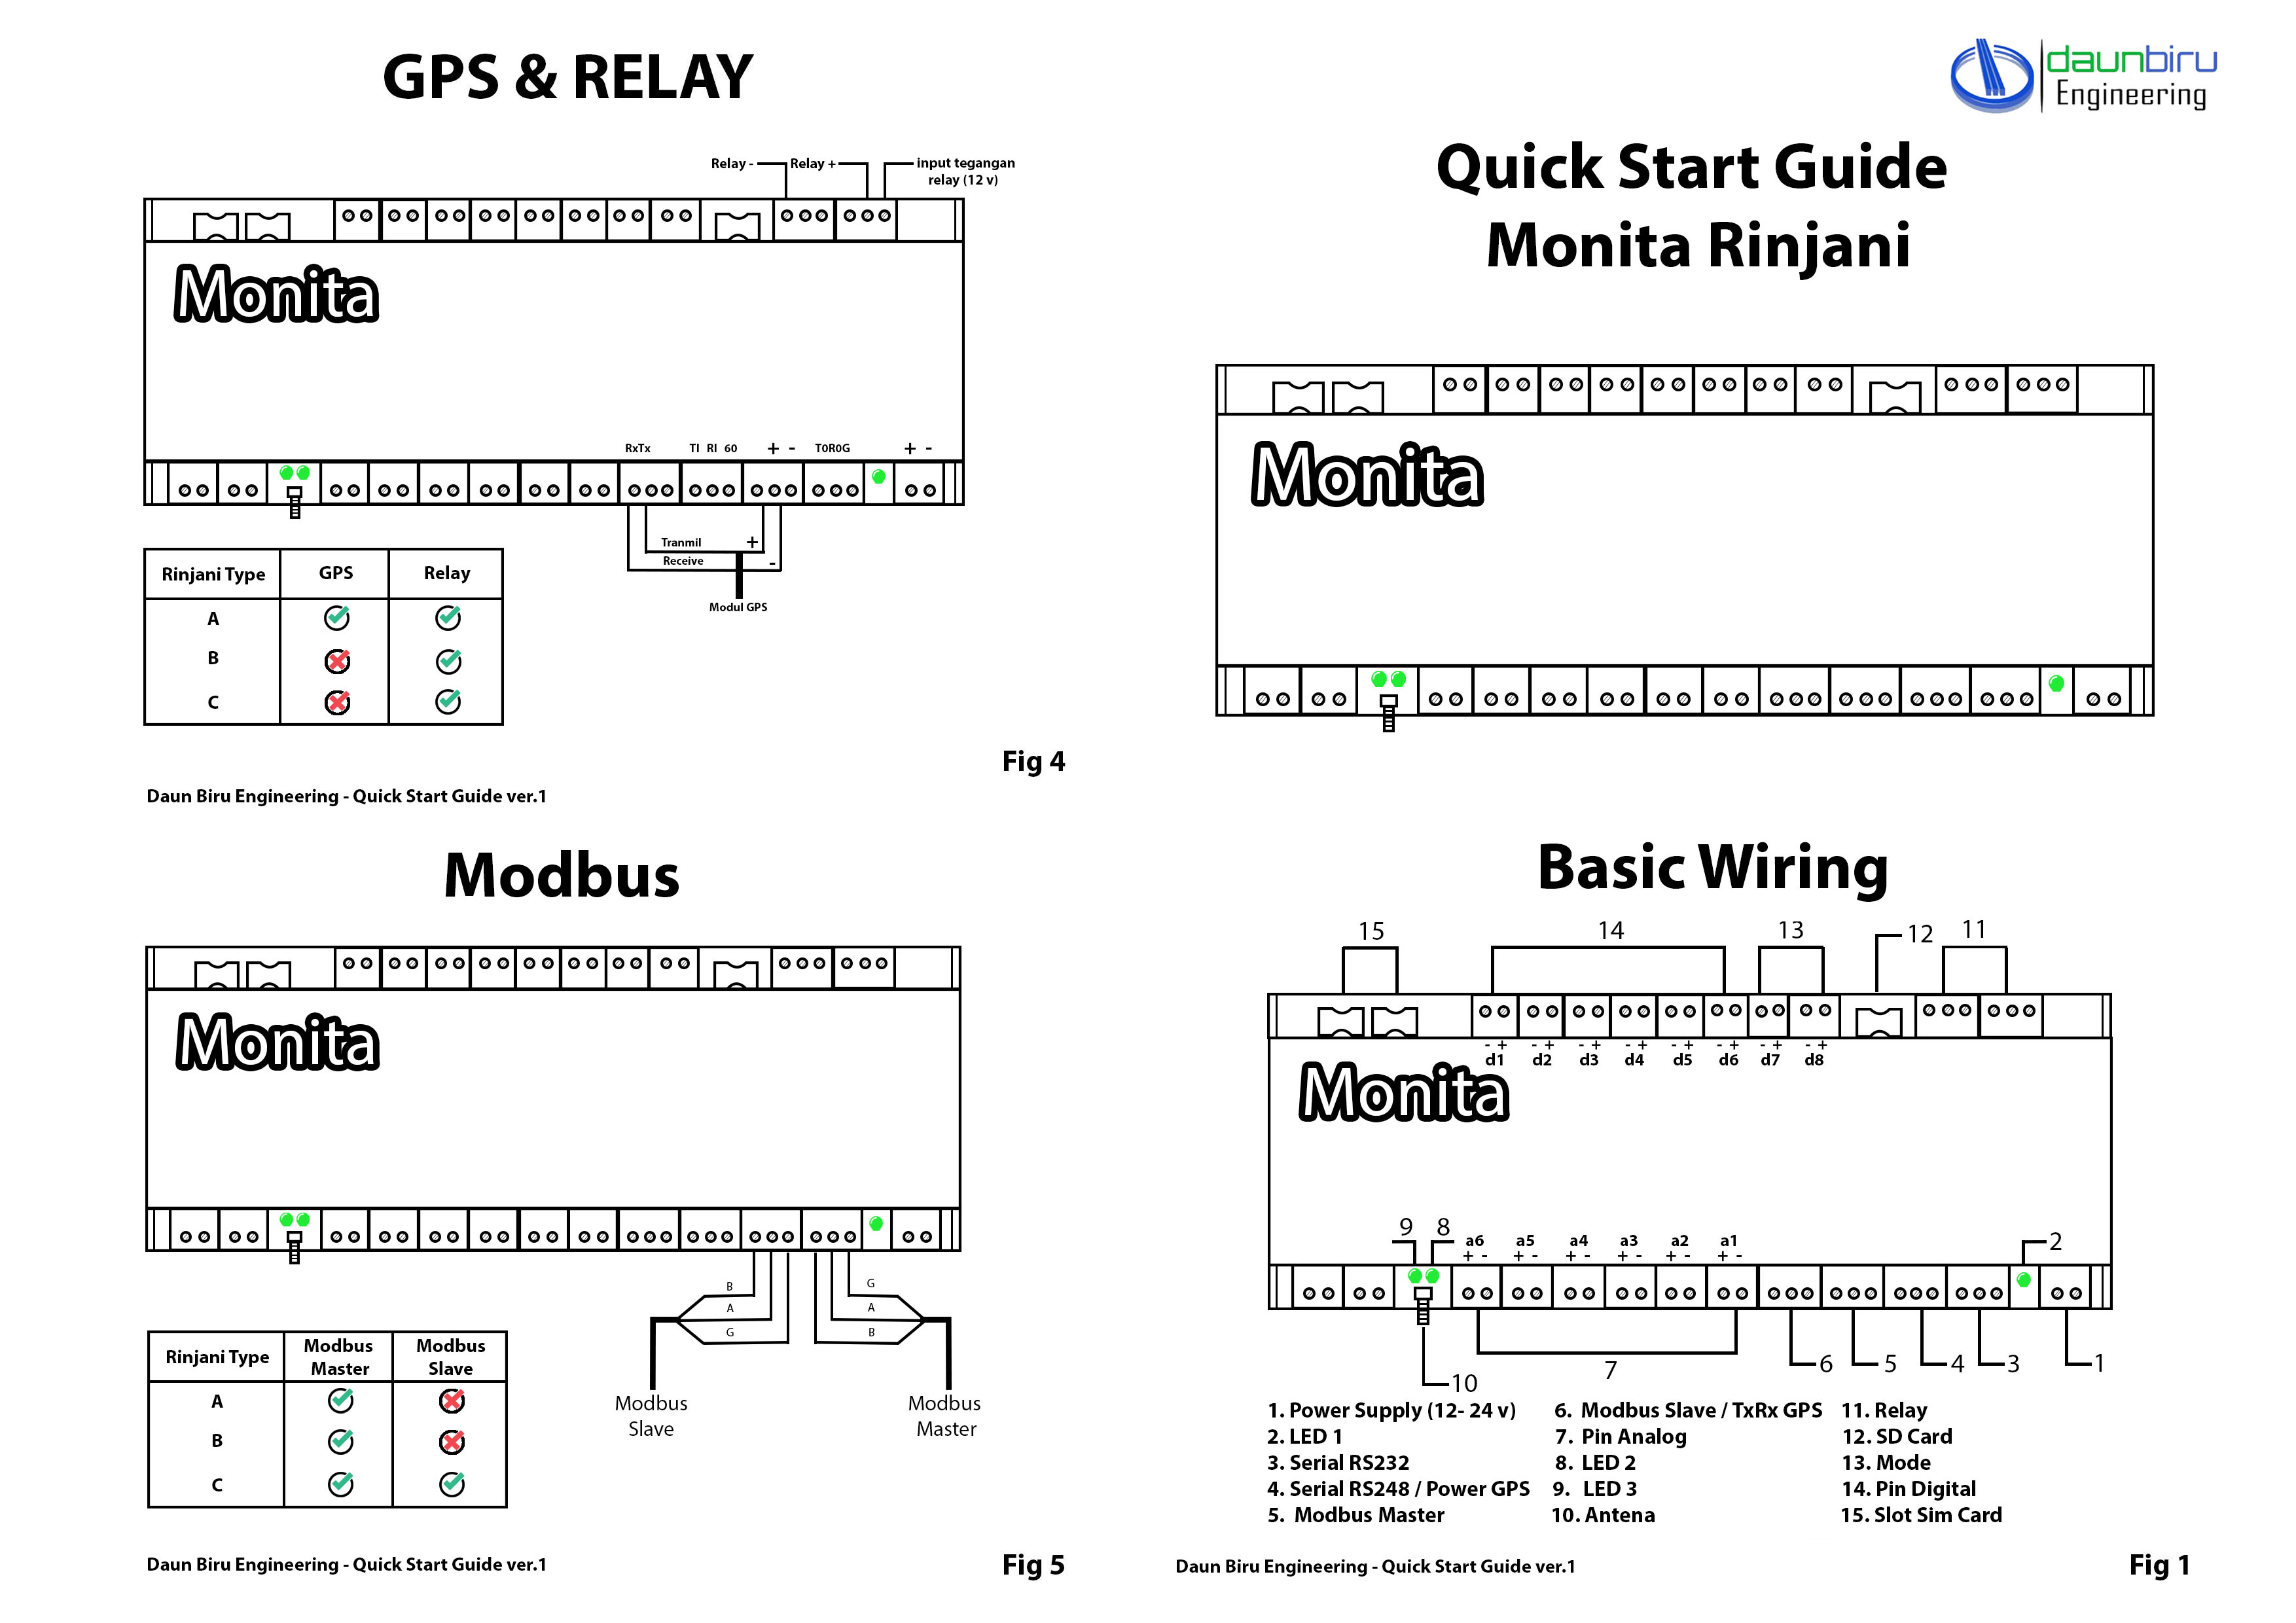 GPS & RELAY
Relay -
Relay +
input tegangan
relay (12 v)
Monita
RxTx
TI RI 60
+ -
T0R0G
+ -
Tranmil
+
Receive
-
Modul GPS
Rinjani Type GPS Relay
A
B
C
Fig 4
Daun Biru Engineering - Quick Start Guide ver.1
daunbiru
Engineering
Quick Start Guide
Monita Rinjani
Monita
Modbus
Monita
B
A
G
G
A
B
Modbus
Slave
Modbus
Master
Rinjani Type
Modbus
Master
Modbus
Slave
A
B
C
Daun Biru Engineering - Quick Start Guide ver.1
Fig 5
Basic Wiring
15 14 13 12 11
- + - + - + - + - + - + - + - +
d1 d2 d3 d4 d5 d6 d7 d8
Monita
9 8 a6 a5 a4 a3 a2 a1 2
+ - + - + - + - + - + -
10 7 6 5 4 3 1
1. Power Supply (12- 24 v)
2. LED 1
3. Serial RS232
4. Serial RS248 / Power GPS
5. Modbus Master
6. Modbus Slave / TxRx GPS
7. Pin Analog
8. LED 2
9. LED 3
10. Antena
11. Relay
12. SD Card
13. Mode
14. Pin Digital
15. Slot Sim Card
Daun Biru Engineering - Quick Start Guide ver.1
Fig 1